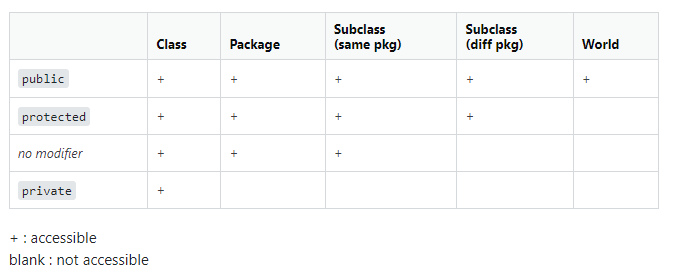 Class Package Subclass (same pkg) Subclass (diff pkg) World
public + + + + +
protected + + + +
no modifier + + +
private +
+ : accessible
blank : not accessible